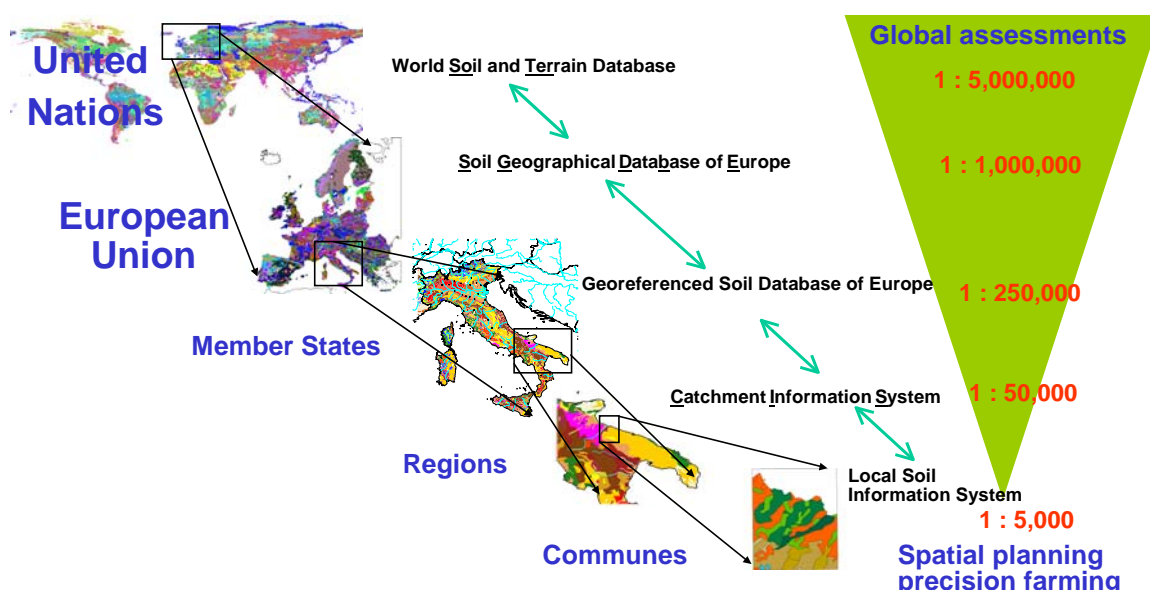 Global assessments
United
Nations
World Soil and Terrain Database
1 : 5,000,000
Soil Geographical Database of Europe
1 : 1,000,000
European
Union
Georeferenced Soil Database of Europe
1 : 250,000
Member States
Catchment Information System
1 : 50,000
Regions
Local Soil
Information System
1 : 5,000
Communes
Spatial planning
precision farming